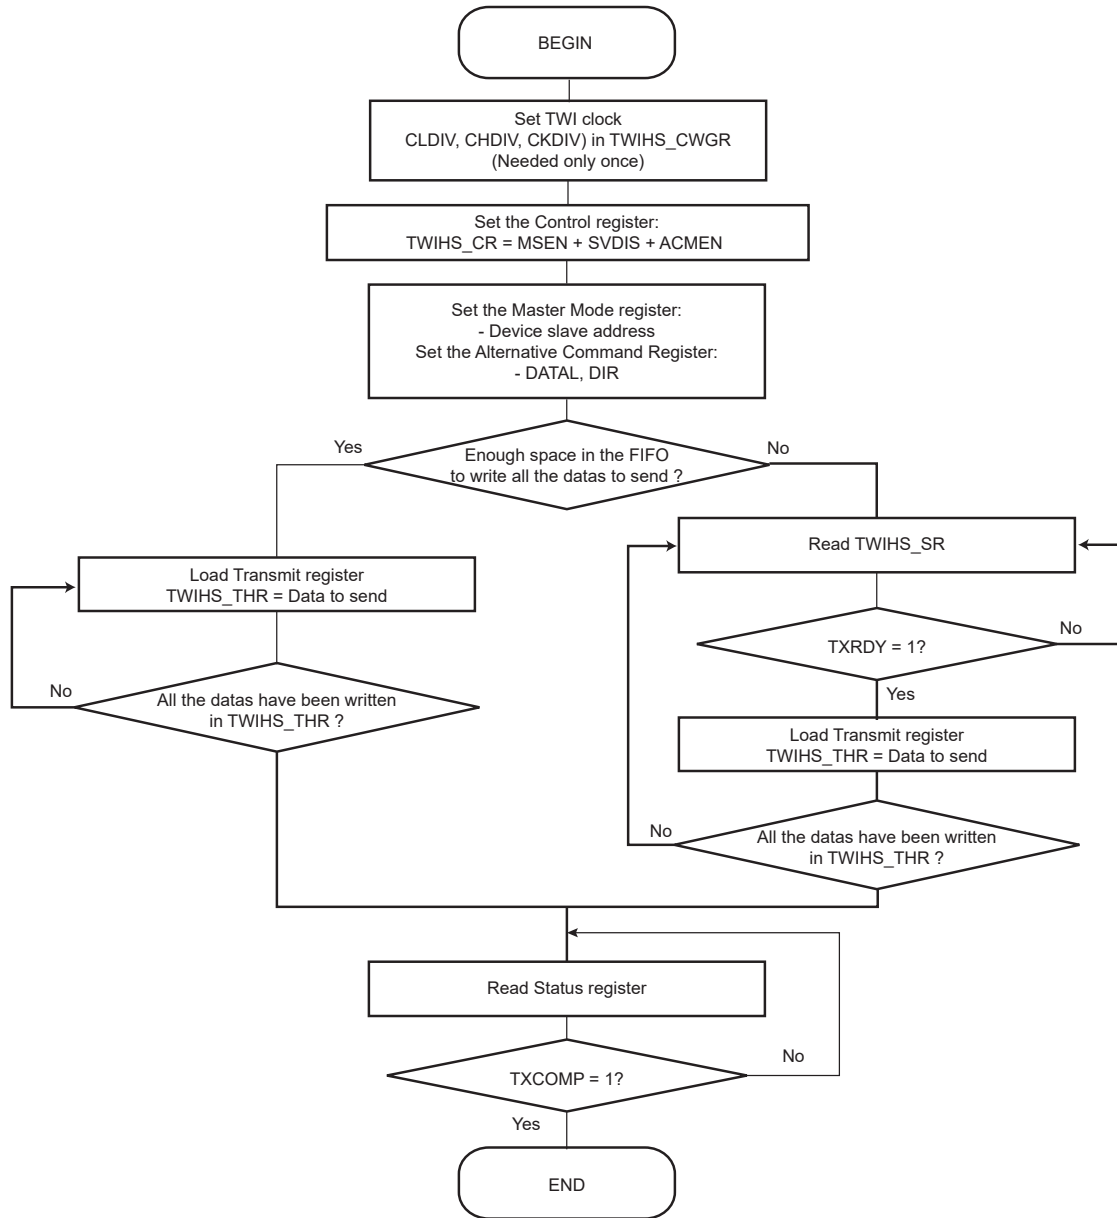 BEGIN
Set TWI clock
CLDIV, CHDIV, CKDIV) in TWIHS_CWGR
(Needed only once)
Set the Control register:
TWIHS_CR = MSEN + SVDIS + ACMEN
Set the Master Mode register:
- Device slave address
Set the Alternative Command Register:
- DATAL, DIR
Yes
Enough space in the FIFO
to write all the datas to send ?
No
Load Transmit register
TWIHS_THR = Data to send
No
All the datas have been written
in TWIHS_THR ?
Read TWIHS_SR
TXRDY = 1?
No
Yes
Load Transmit register
TWIHS_THR = Data to send
No
All the datas have been written
in TWIHS_THR ?
Read Status register
TXCOMP = 1?
No
Yes
END